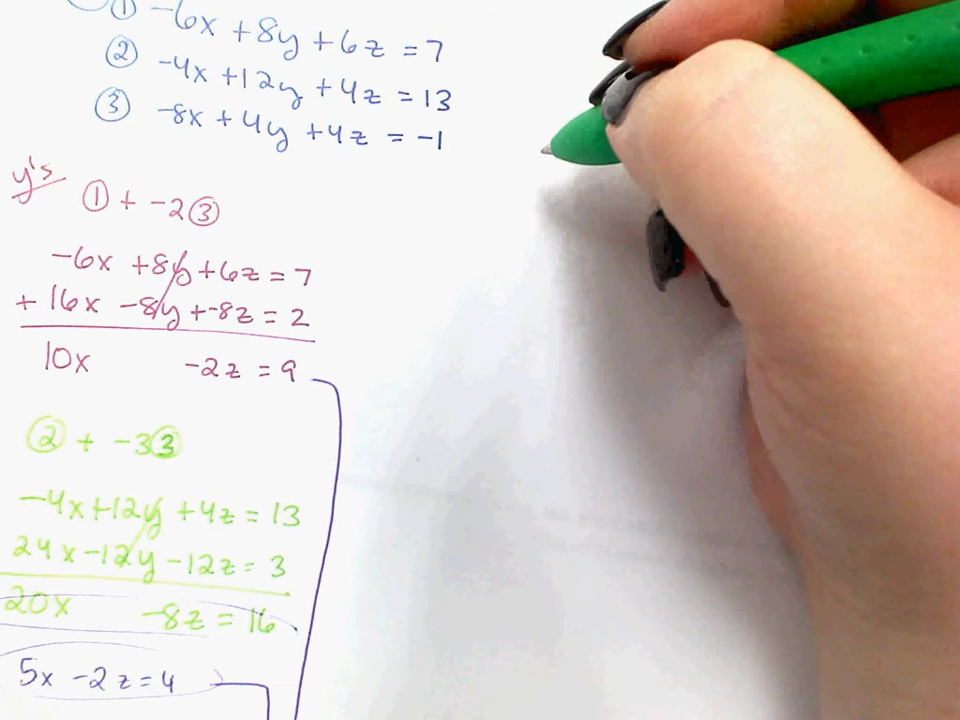 ① -6x + 8y + 6z = 7
② -4x + 12y + 4z = 13
③ -8x + 4y + 4z = -1
y's
① + -2③
-6x + 8y + 6z = 7
+ 16x - 8y + -8z = 2
10x -2z = 9
② + -3③
-4x + 12y + 4z = 13
24x - 12y - 12z = 3
20x -8z = 16
5x - 2z = 4